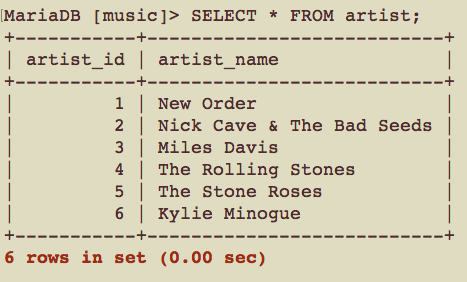 MariaDB [music]> SELECT * FROM artist;
+-----------+---------------------------+
| artist_id | artist_name               |
+-----------+---------------------------+
|         1 | New Order                 |
|         2 | Nick Cave & The Bad Seeds |
|         3 | Miles Davis               |
|         4 | The Rolling Stones        |
|         5 | The Stone Roses           |
|         6 | Kylie Minogue             |
+-----------+---------------------------+
6 rows in set (0.00 sec)